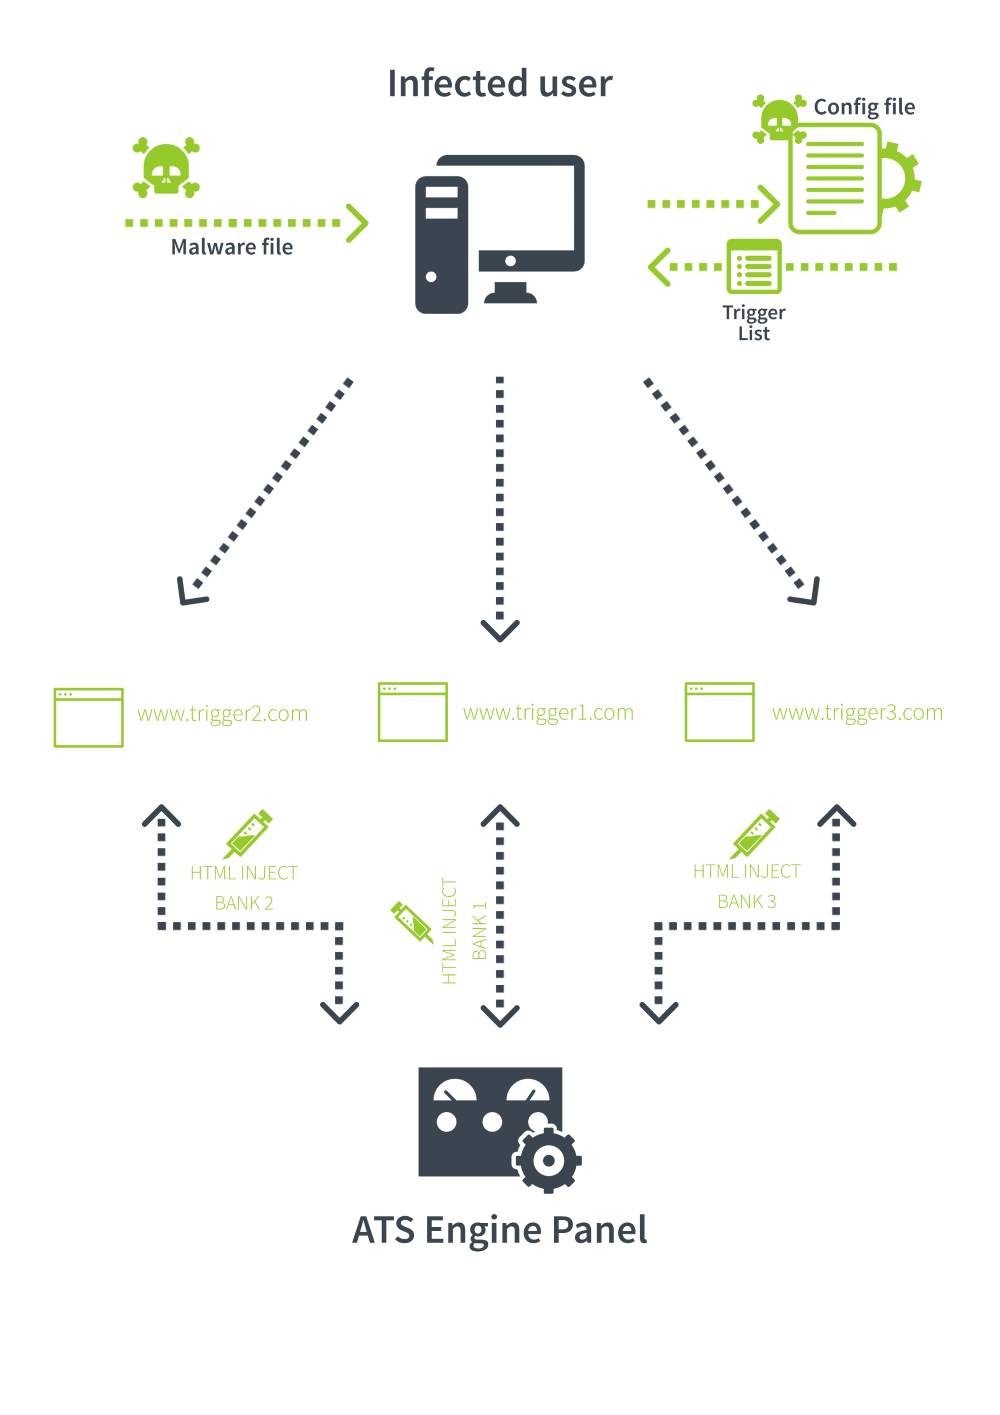 Infected user
Config file
Malware file
Trigger
List
www.trigger2.com
www.trigger1.com
www.trigger3.com
HTML INJECT
BANK 2
HTML INJECT
BANK 1
HTML INJECT
BANK 3
ATS Engine Panel